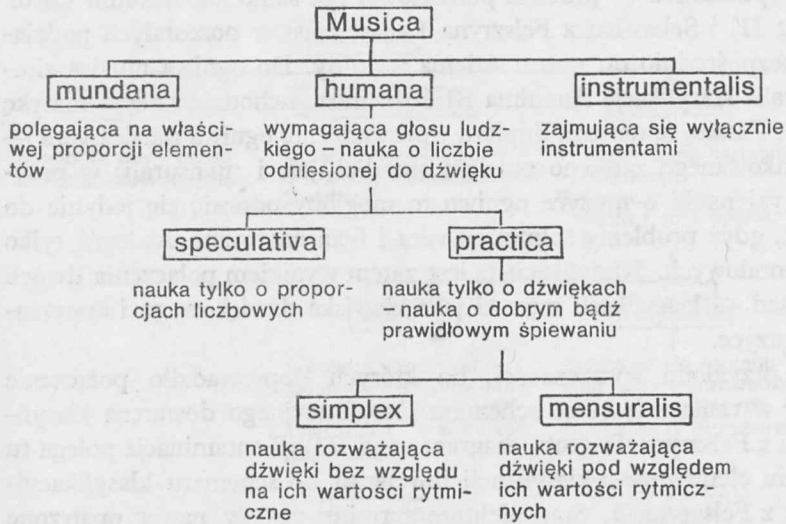 Musica
mundana
humana
instrumentalis
polegająca na właści-
wej proporcji elemen-
tów
wymagająca głosu ludz-
kiego – nauka o liczbie
odniesionej do dźwięku
zajmująca się wyłącznie
instrumentami
speculativa
practica
nauka tylko o propor-
cjach liczbowych
nauka tylko o dźwiękach
– nauka o dobrym bądź
prawidłowym śpiewaniu
simplex
mensuralis
nauka rozważająca
dźwięki bez względu
na ich wartości rytmi-
czne
nauka rozważająca
dźwięki pod względem
ich wartości rytmicz-
nych